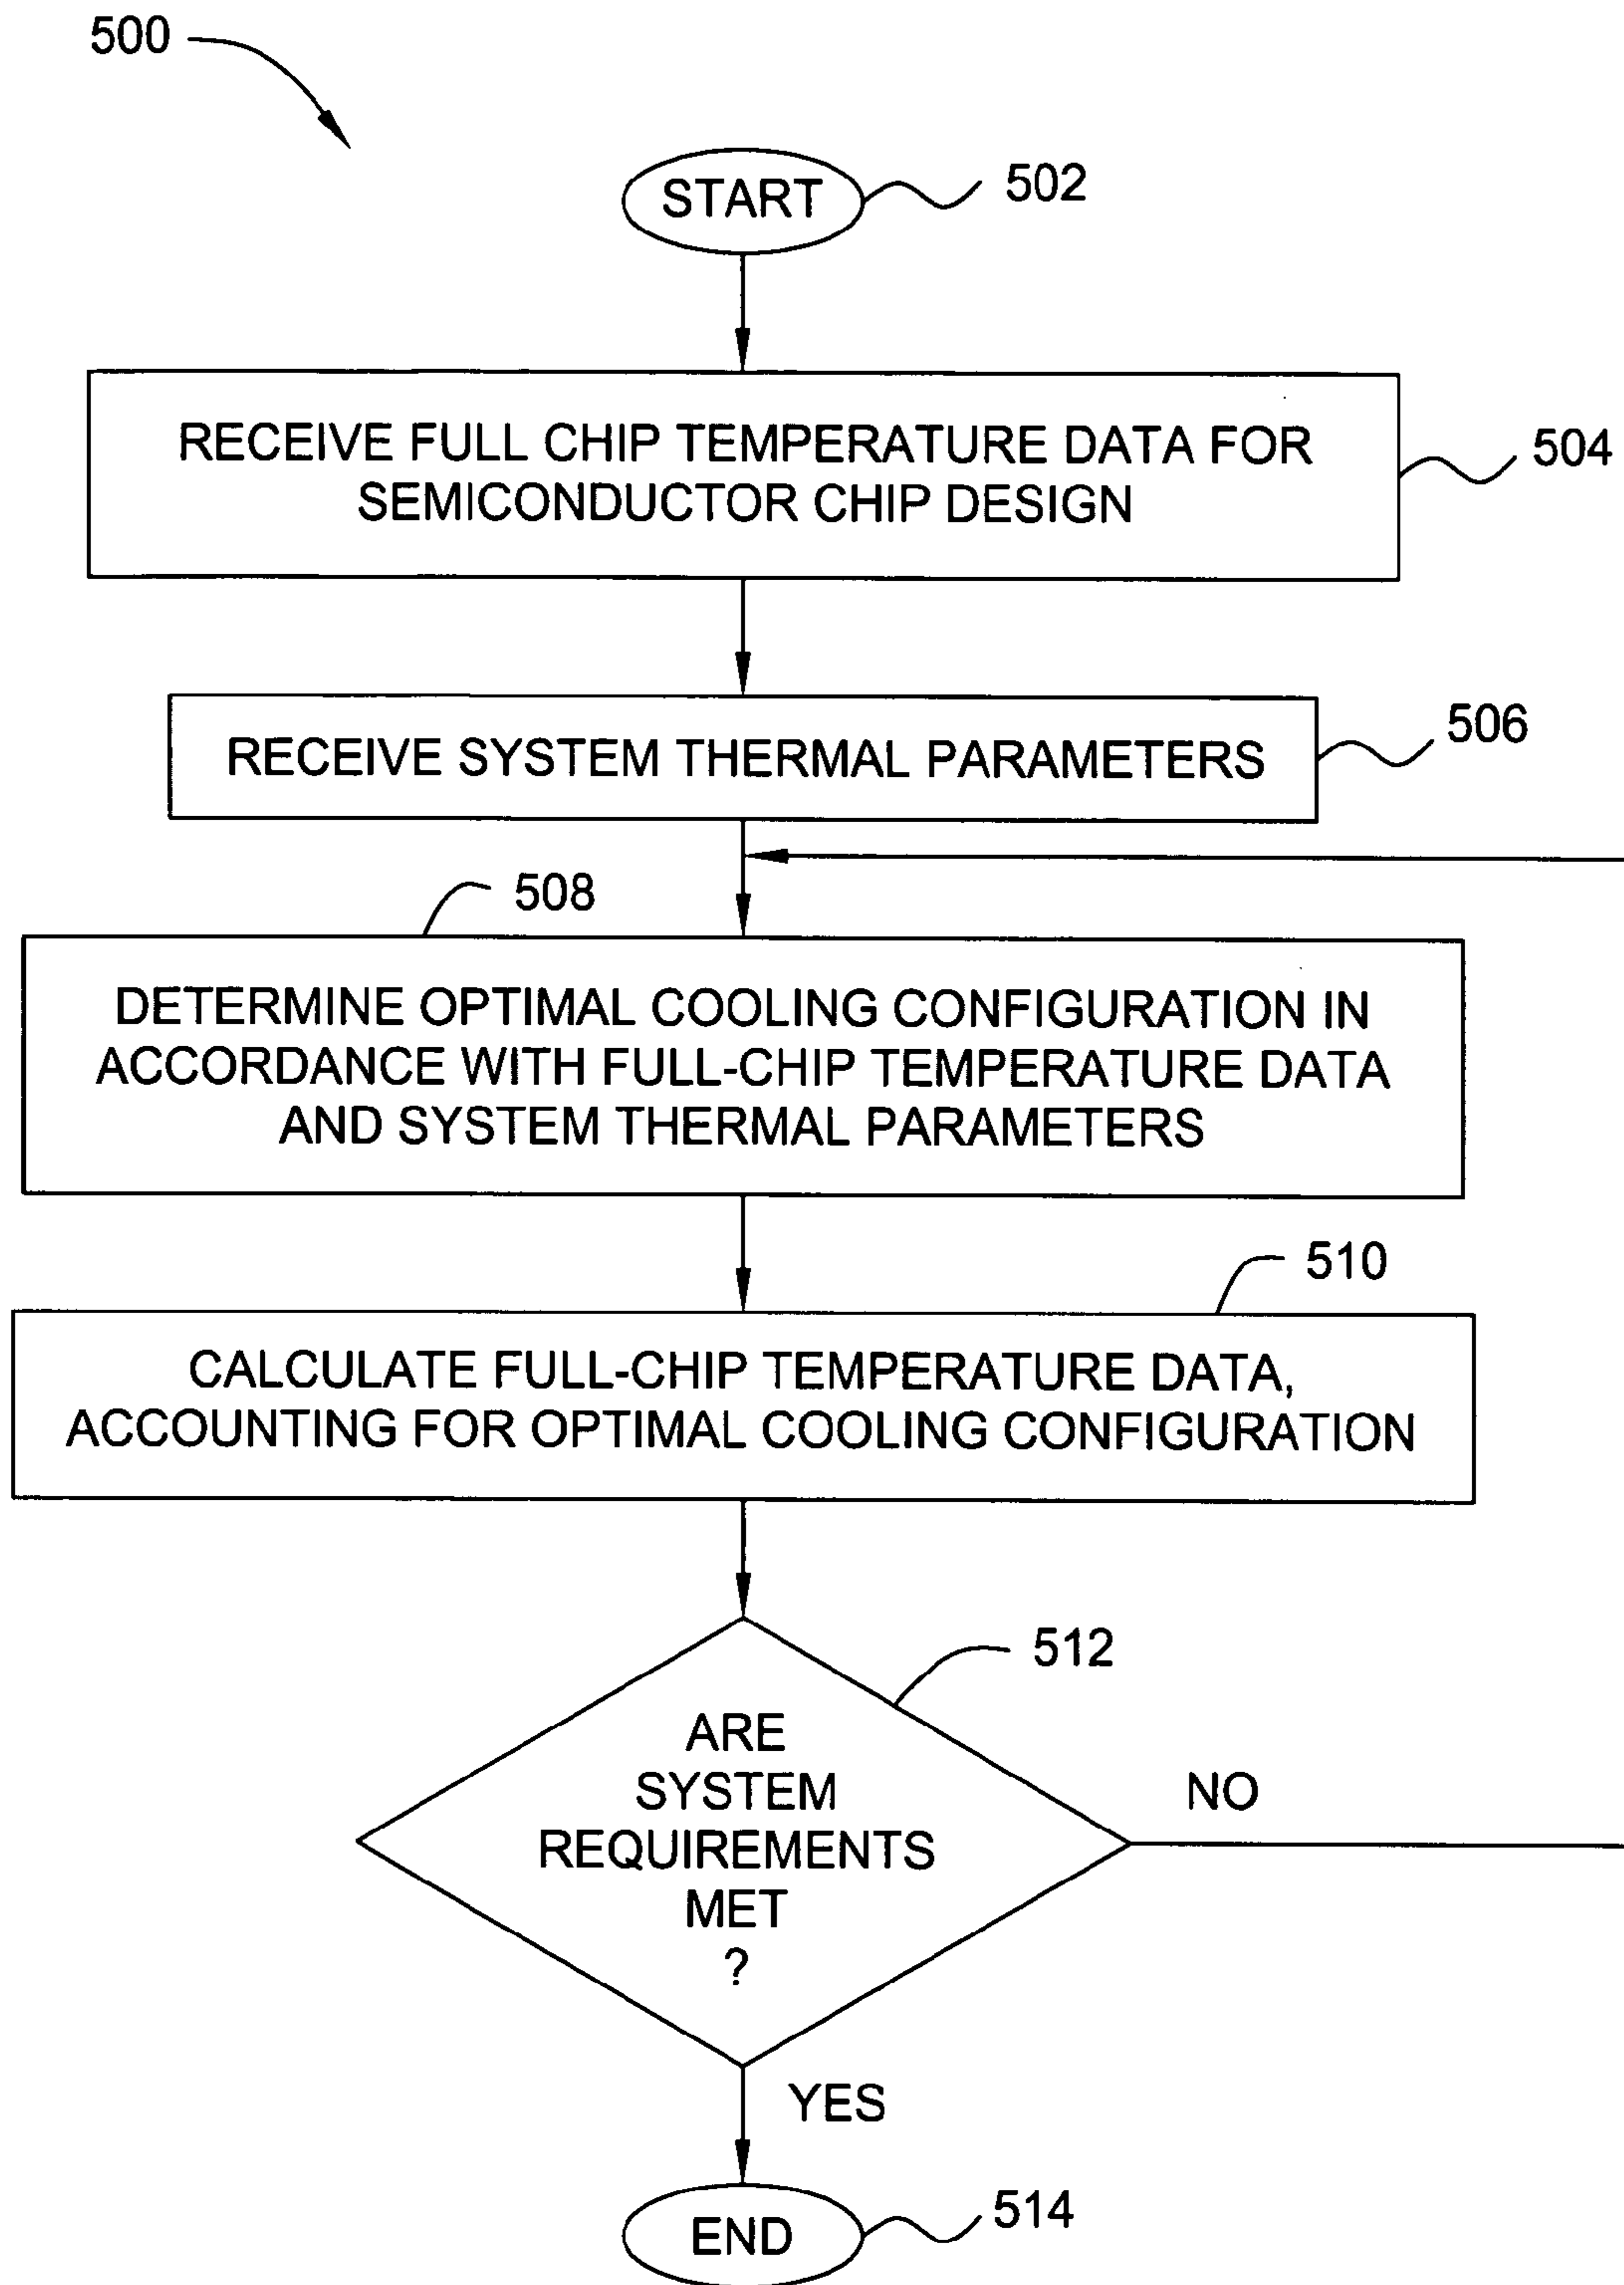 500
START
502
RECEIVE FULL CHIP TEMPERATURE DATA FOR
SEMICONDUCTOR CHIP DESIGN
504
RECEIVE SYSTEM THERMAL PARAMETERS
506
508
DETERMINE OPTIMAL COOLING CONFIGURATION IN
ACCORDANCE WITH FULL-CHIP TEMPERATURE DATA
AND SYSTEM THERMAL PARAMETERS
510
CALCULATE FULL-CHIP TEMPERATURE DATA,
ACCOUNTING FOR OPTIMAL COOLING CONFIGURATION
512
ARE
SYSTEM
REQUIREMENTS
MET
?
NO
YES
END
514